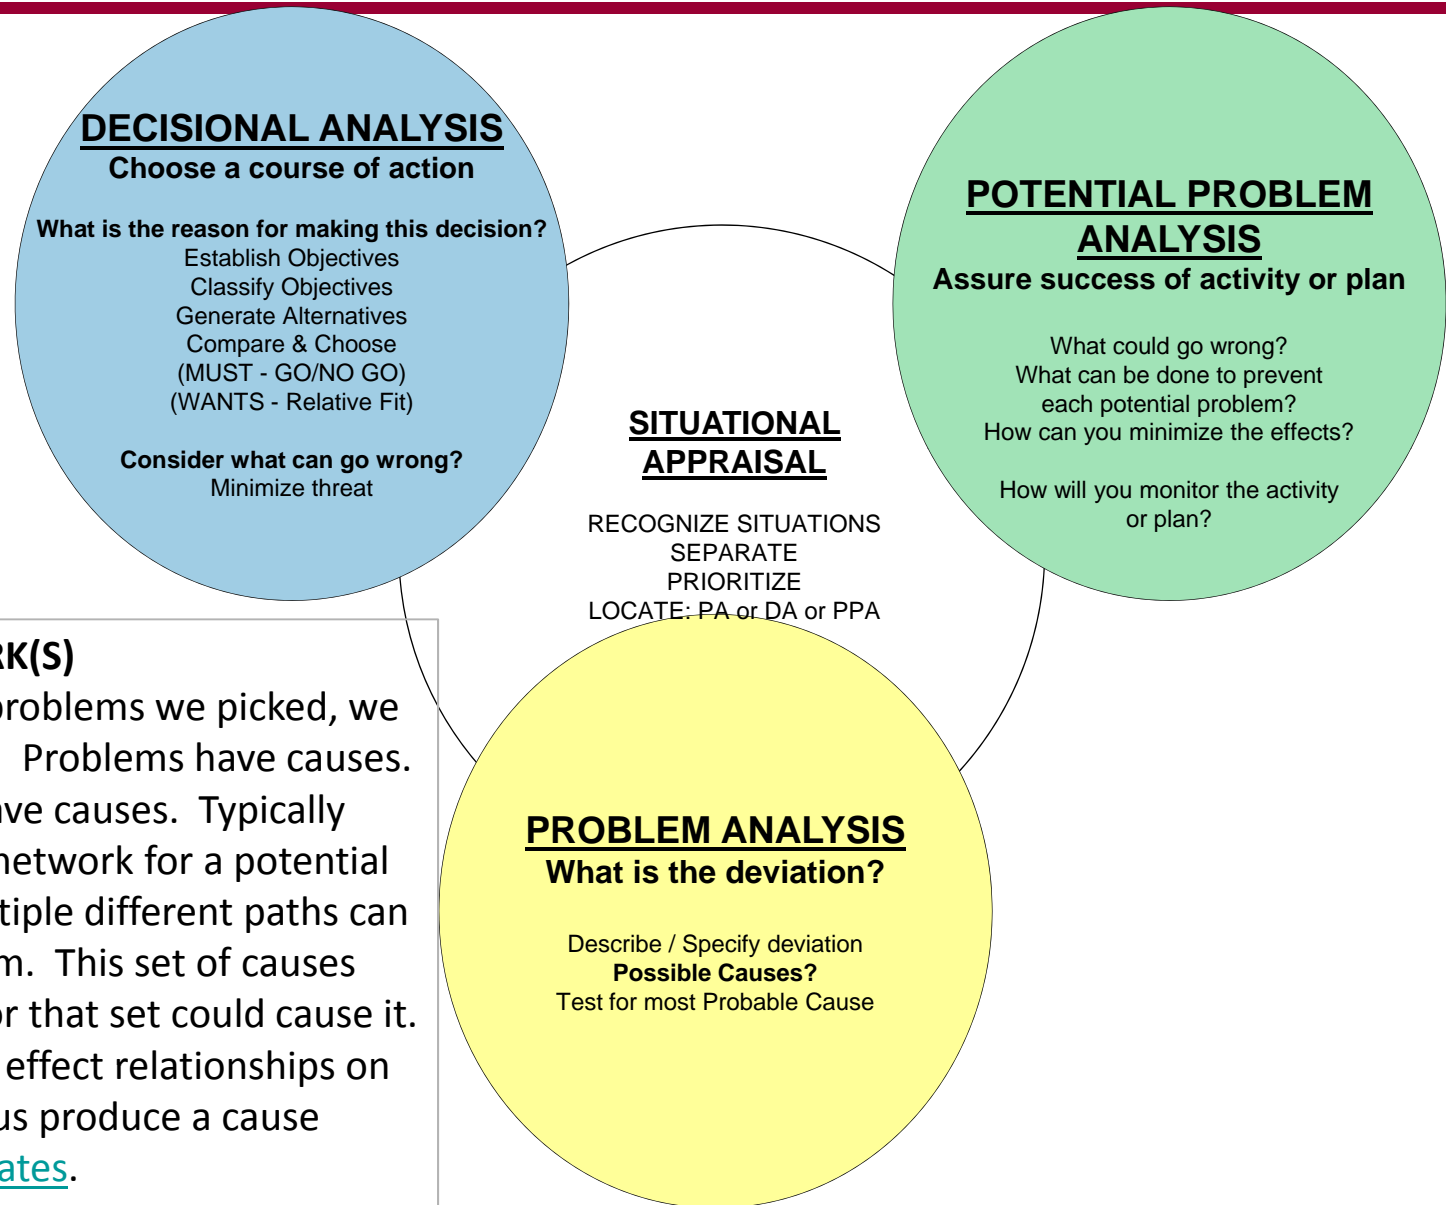 DECISIONAL ANALYSIS
Choose a course of action
What is the reason for making this decision?
Establish Objectives
Classify Objectives
Generate Alternatives
Compare & Choose
(MUST - GO/NO GO)
(WANTS - Relative Fit)
Consider what can go wrong?
Minimize threat
POTENTIAL PROBLEM
ANALYSIS
Assure success of activity or plan
What could go wrong?
What can be done to prevent
each potential problem?
How can you minimize the effects?
How will you monitor the activity
or plan?
SITUATIONAL
APPRAISAL
RECOGNIZE SITUATIONS
SEPARATE
PRIORITIZE
LOCATE: PA or DA or PPA
RK(S)
problems we picked, we
Problems have causes.
ave causes.  Typically
network for a potential
tiple different paths can
m.  This set of causes
or that set could cause it.
effect relationships on
us produce a cause
ates.
PROBLEM ANALYSIS
What is the deviation?
Describe / Specify deviation
Possible Causes?
Test for most Probable Cause